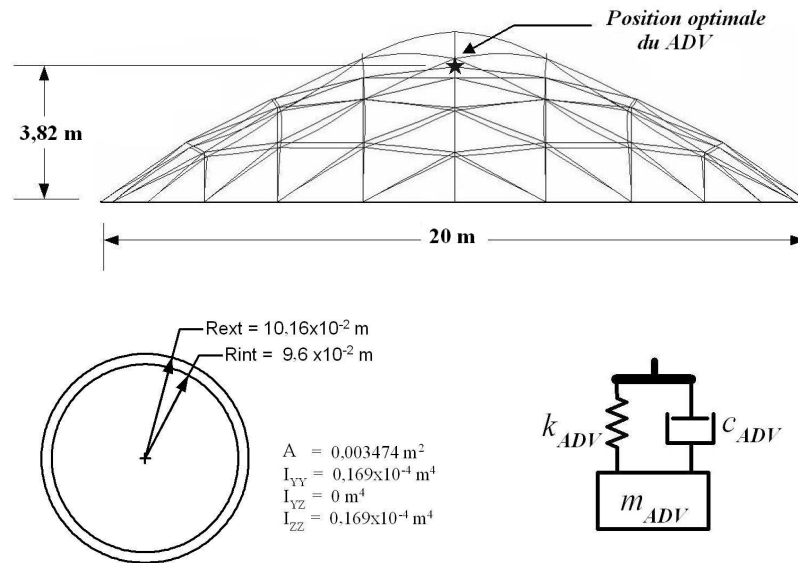 Position optimale
du ADV
3,82 m
20 m
Rext = 10,16x10⁻² m
Rint = 9,6 x10⁻² m
A = 0,003474 m²
I_YY = 0,169x10⁻⁴ m⁴
I_YZ = 0 m⁴
I_ZZ = 0,169x10⁻⁴ m⁴
k_ADV
c_ADV
m_ADV